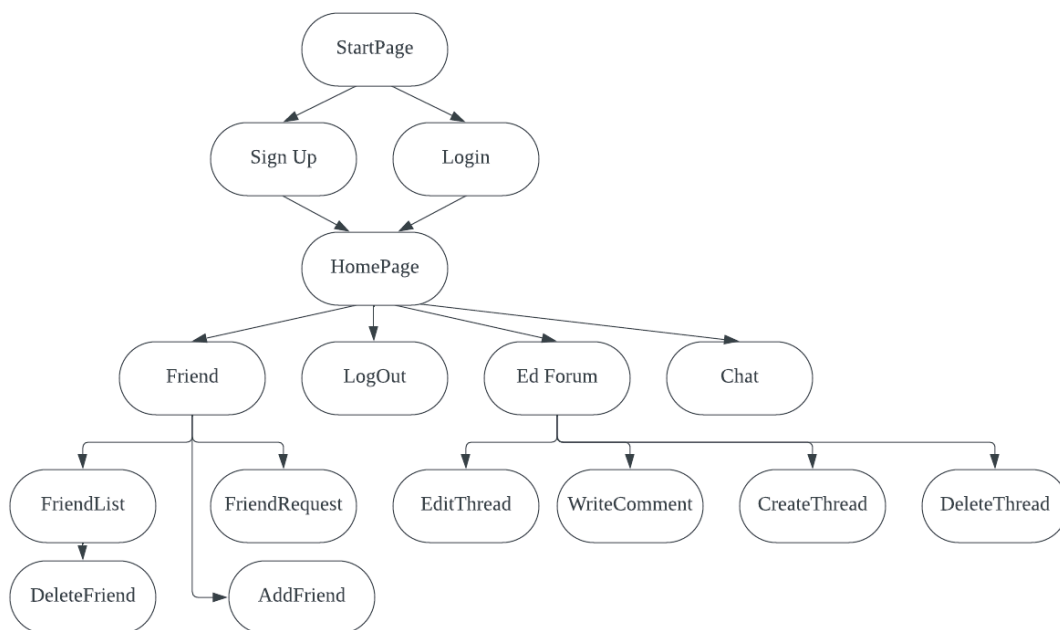 StartPage
Sign Up
Login
HomePage
Friend
LogOut
Ed Forum
Chat
FriendList
FriendRequest
EditThread
WriteComment
CreateThread
DeleteThread
DeleteFriend
AddFriend